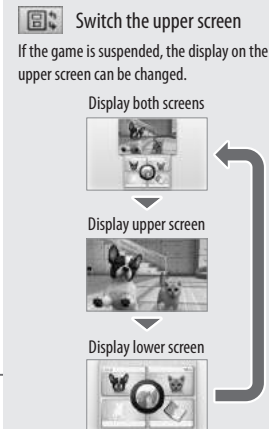 Switch the upper screen
If the game is suspended, the display on the
upper screen can be changed.
Display both screens
Display upper screen
Display lower screen